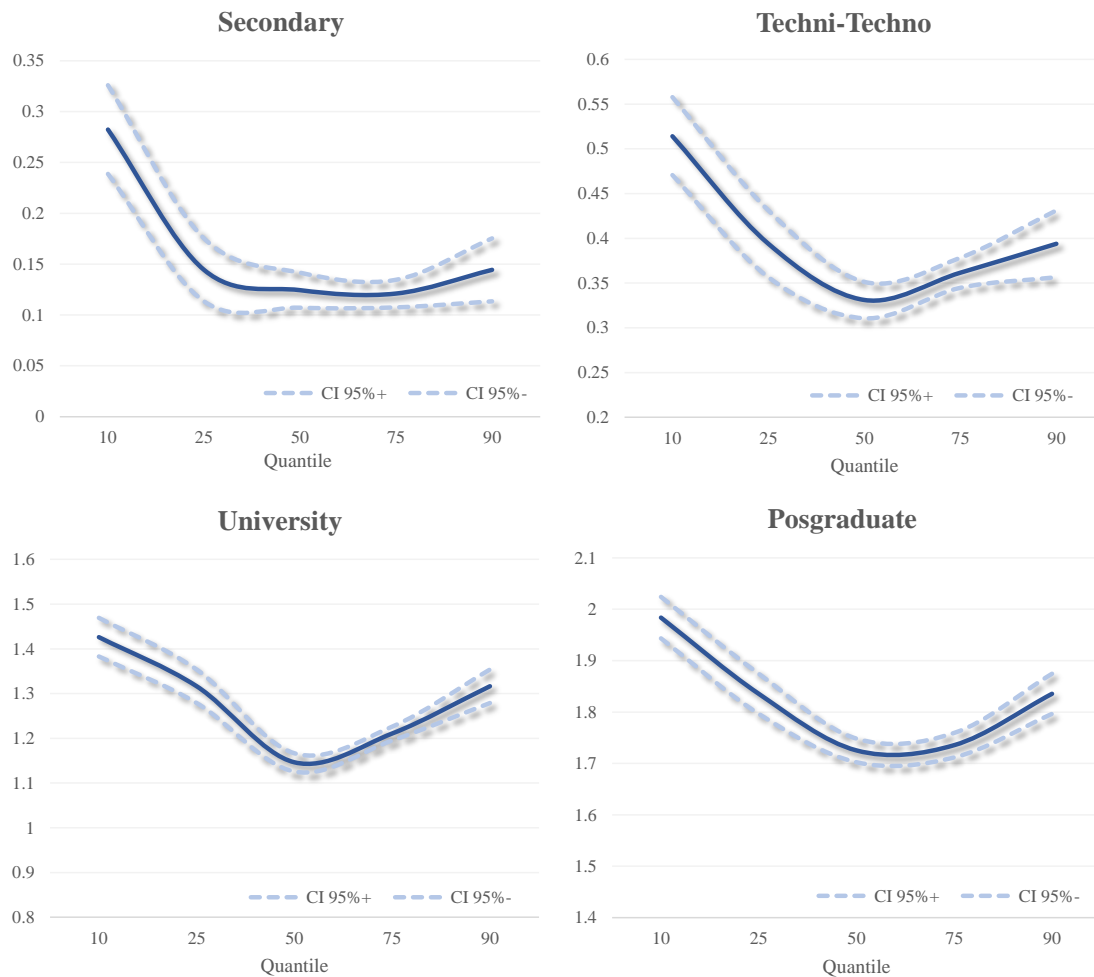 Secondary
0.35
0.3
0.25
0.2
0.15
0.1
0.05
0
CI 95%+ CI 95%-
10 25 50 75 90
Quantile
Techni-Techno
0.6
0.55
0.5
0.45
0.4
0.35
0.3
0.25
0.2
CI 95%+ CI 95%-
10 25 50 75 90
Quantile
University
1.6
1.5
1.4
1.3
1.2
1.1
1
0.9
0.8
CI 95%+ CI 95%-
10 25 50 75 90
Quantile
Posgraduate
2.1
2
1.9
1.8
1.7
1.6
1.5
1.4
CI 95%+ CI 95%-
10 25 50 75 90
Quantile